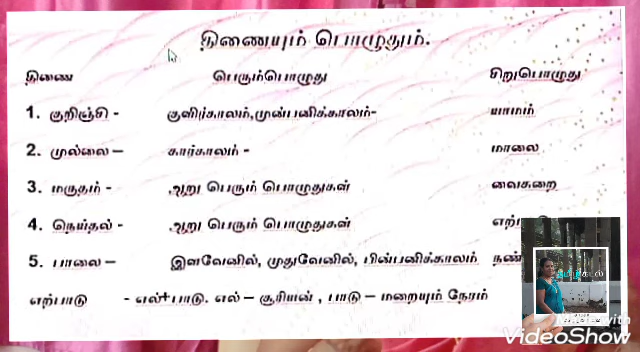 திணையும் பொழுதும்.
திணை பெரும்பொழுது சிறுபொழுது
1. குறிஞ்சி - குளிர்காலம்,முன்பனிக்காலம்- யாமம்
2. முல்லை – கார்காலம் - மாலை
3. மருதம் - ஆறு பெரும் பொழுதுகள் வைகறை
4. நெய்தல் - ஆறு பெரும் பொழுதுகள்
5. பாலை – இளவேனில், முதுவேனில், பின்பனிக்காலம்
எற்பாடு - எல்+பாடு. எல் – சூரியன் , பாடு – மறையும் நேரம்
with
VideoShow